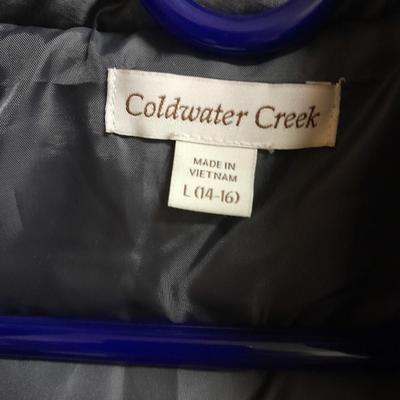 Coldwater Creek
MADE IN
VIETNAM
L (14-16)